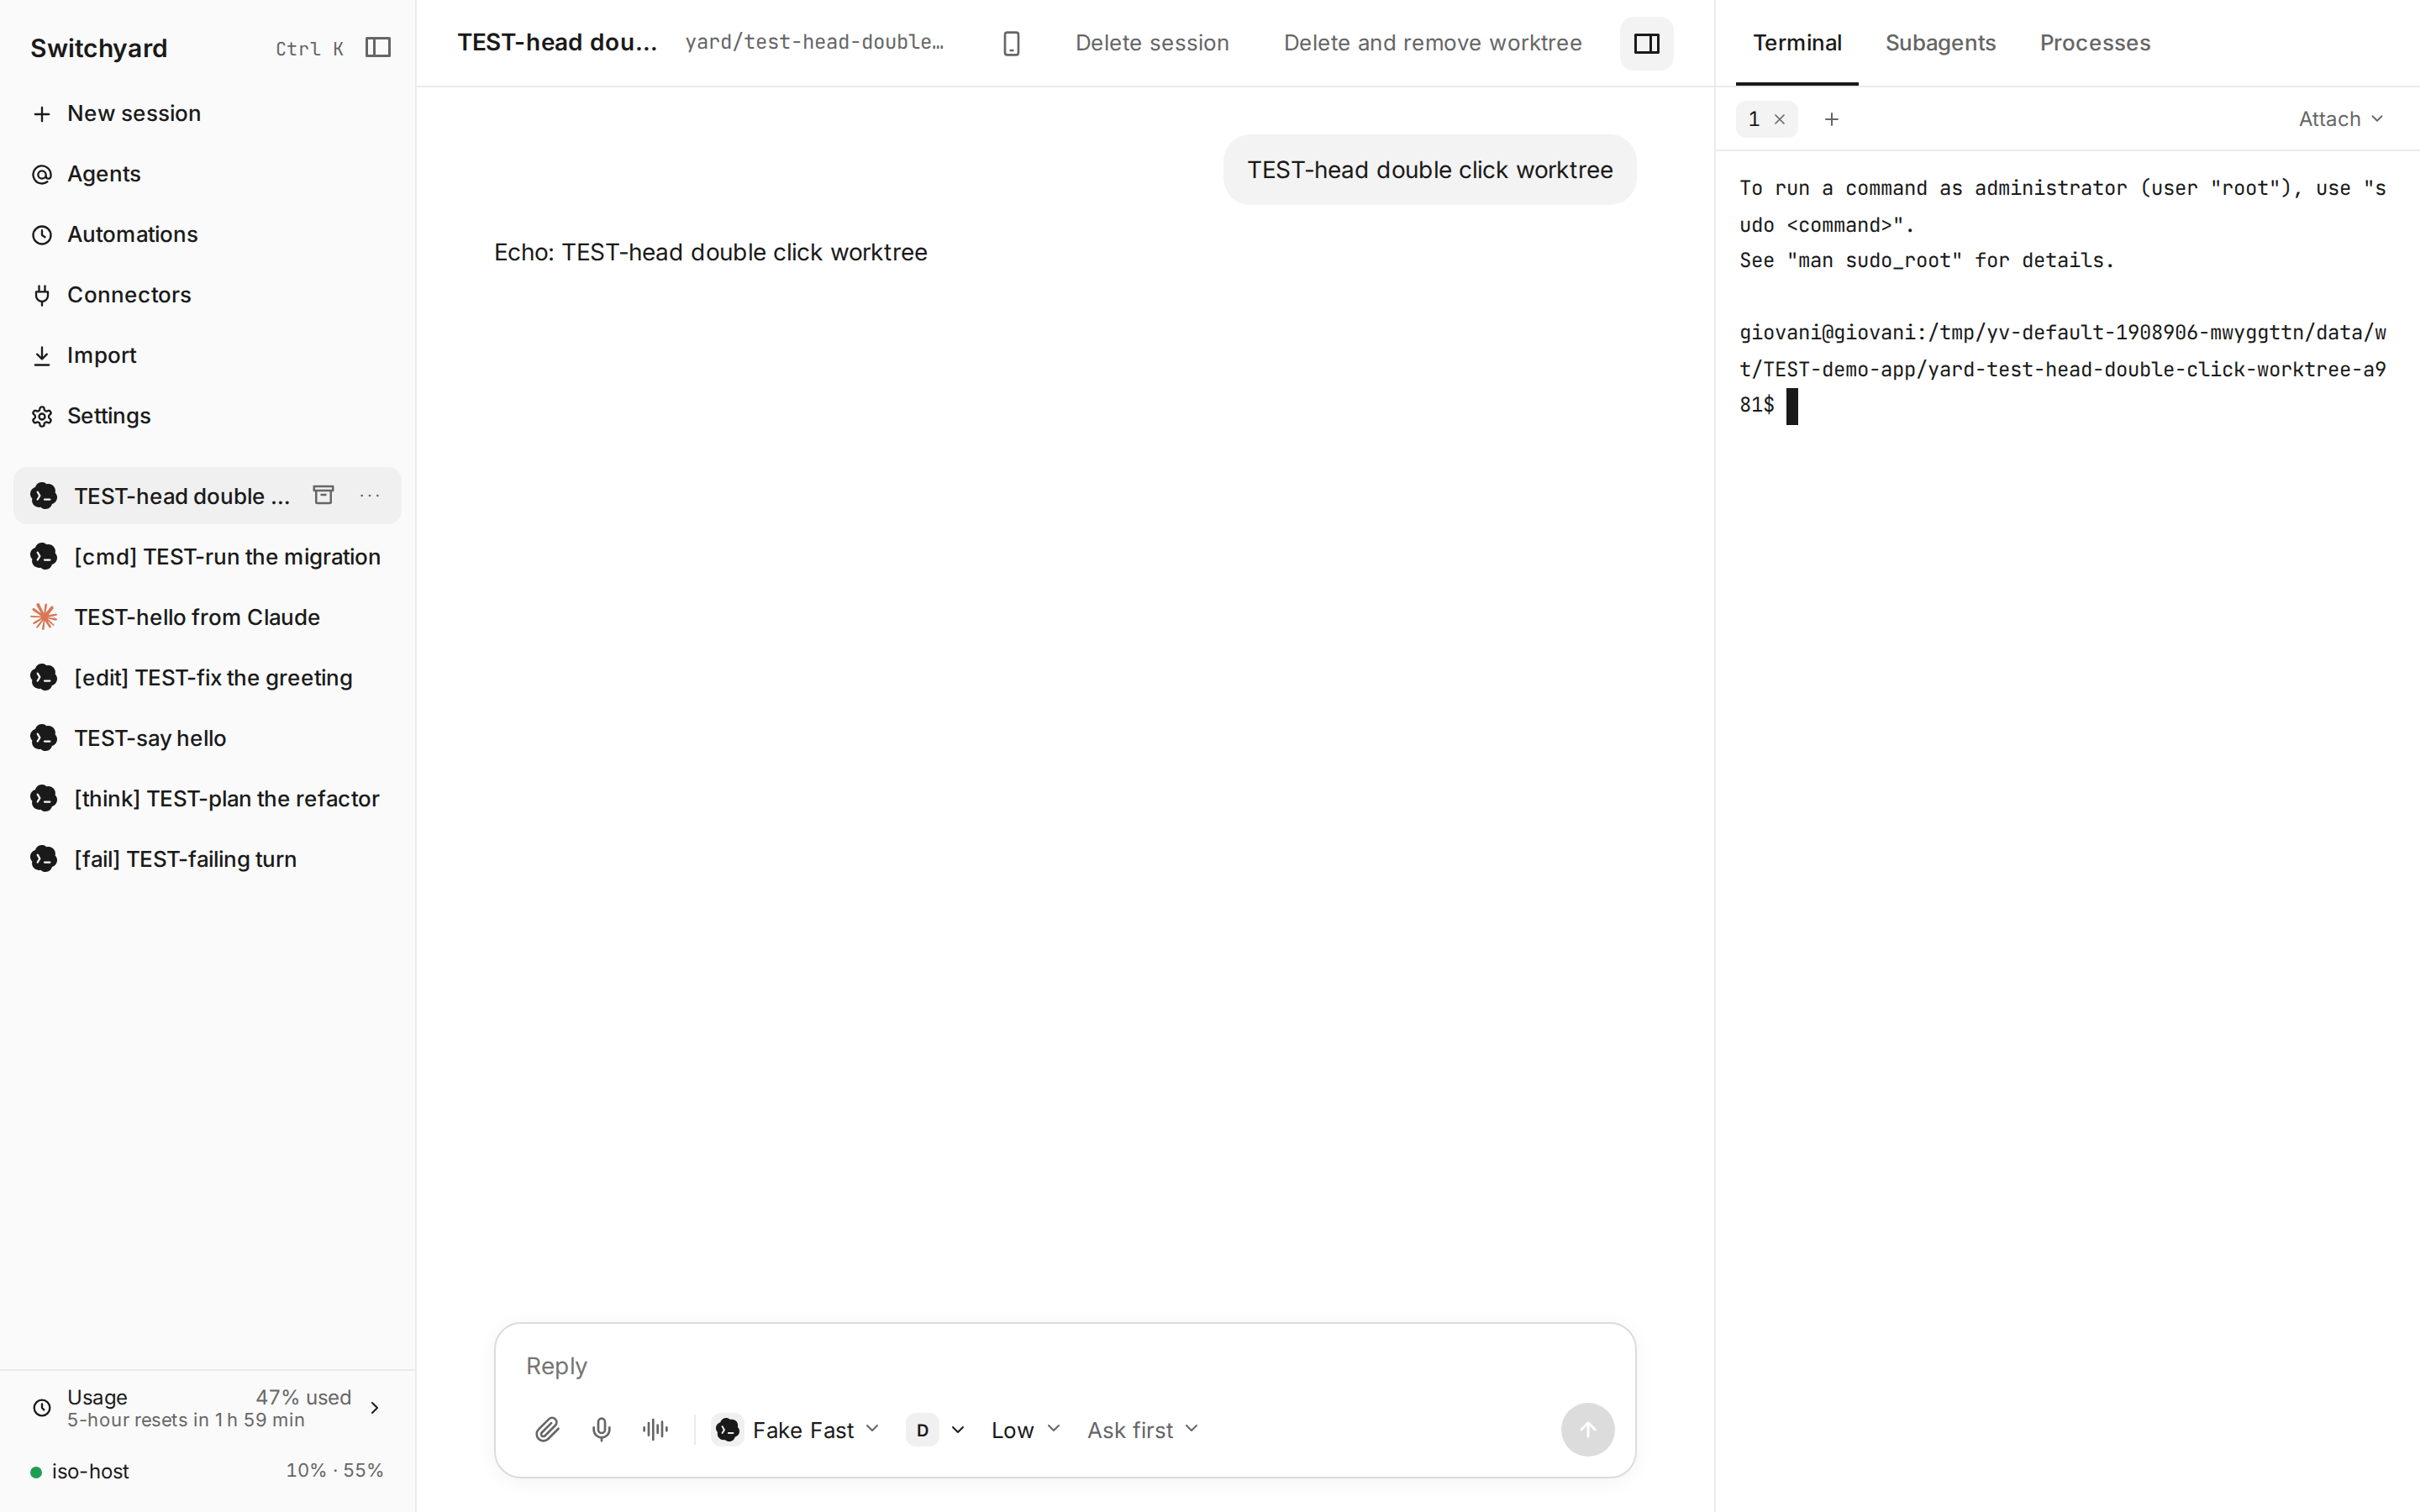 Switchyard
Ctrl K
New session
Agents
Automations
Connectors
Import
Settings
TEST-head double ...
[cmd] TEST-run the migration
TEST-hello from Claude
[edit] TEST-fix the greeting
TEST-say hello
[think] TEST-plan the refactor
[fail] TEST-failing turn
Usage 47% used
5-hour resets in 1 h 59 min
iso-host 10% · 55%
TEST-head dou... yard/test-head-double… Delete session Delete and remove worktree
TEST-head double click worktree
Echo: TEST-head double click worktree
Reply
Fake Fast D Low Ask first
Terminal Subagents Processes
1 Attach
To run a command as administrator (user "root"), use "s
udo <command>".
See "man sudo_root" for details.
giovani@giovani:/tmp/yv-default-1908906-mwyggttn/data/w
t/TEST-demo-app/yard-test-head-double-click-worktree-a9
81$